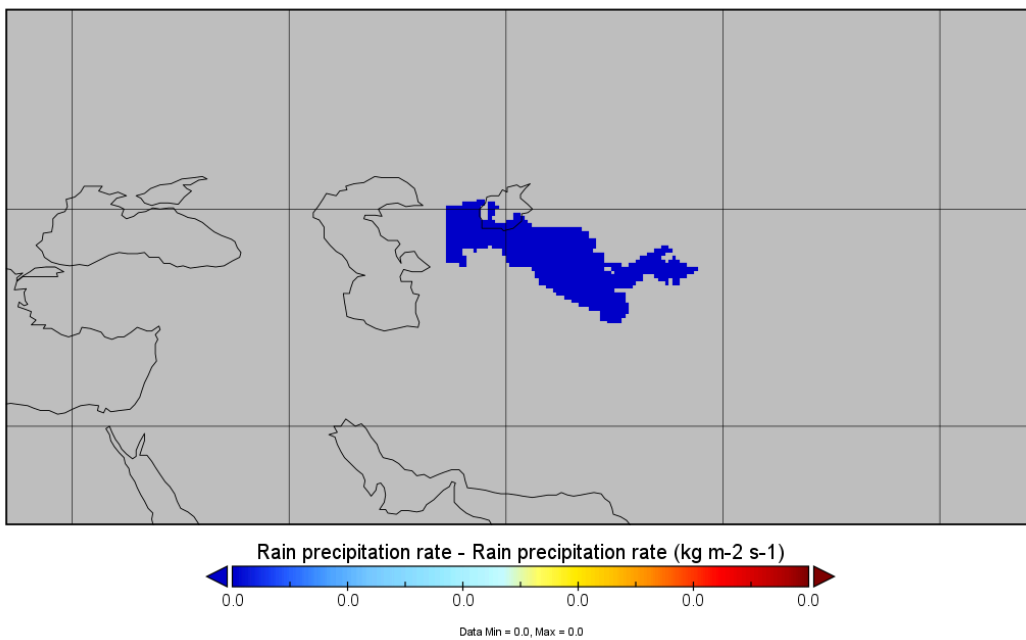 Rain precipitation rate - Rain precipitation rate (kg m-2 s-1)
0.0 0.0 0.0 0.0 0.0 0.0
Data Min = 0.0, Max = 0.0